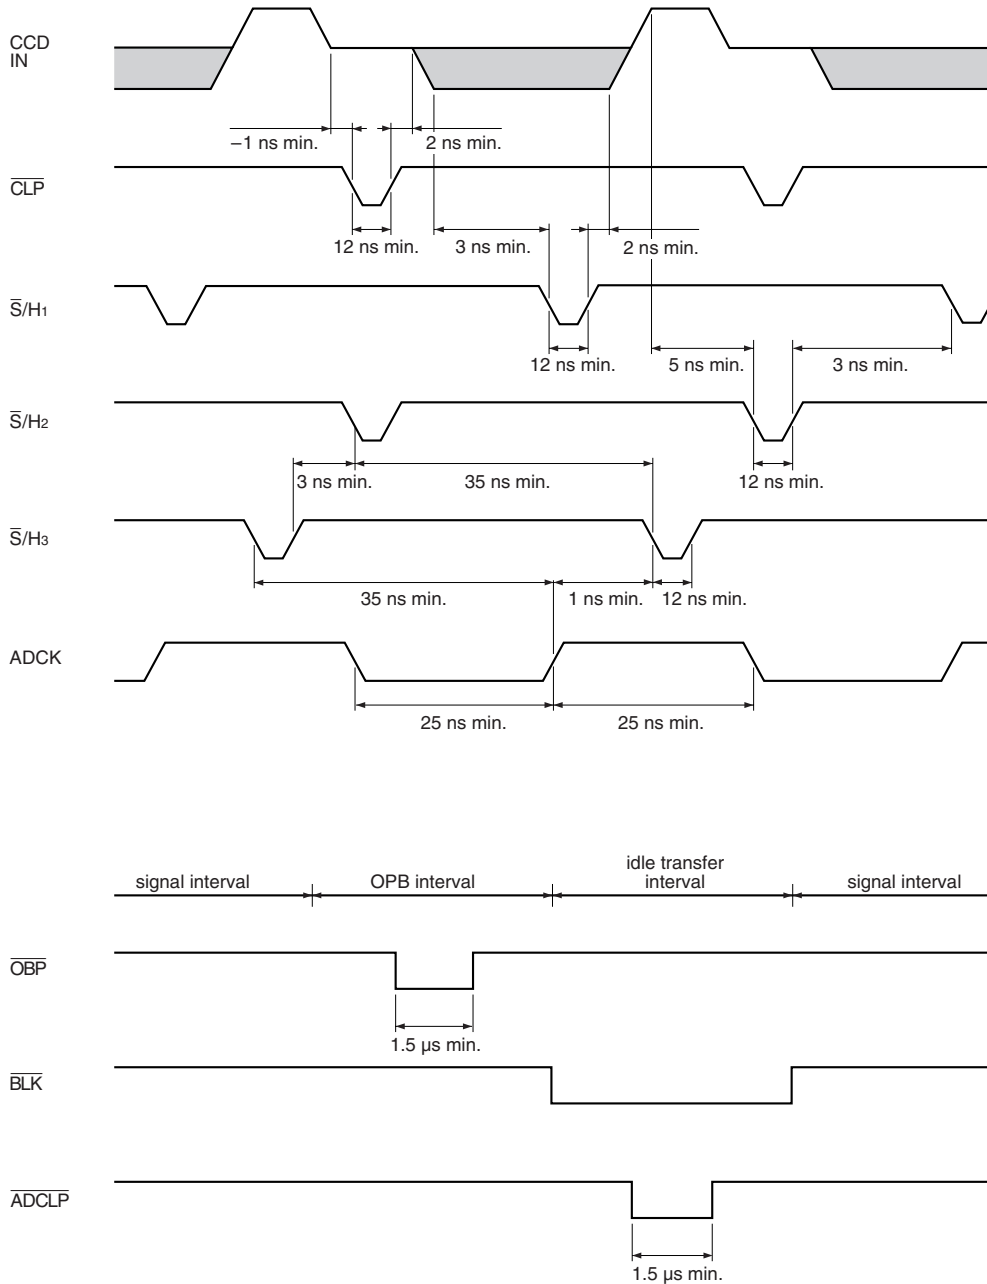 CCD
IN
−1 ns min.
2 ns min.
CLP
12 ns min.
3 ns min.
2 ns min.
S/H1
12 ns min.
5 ns min.
3 ns min.
S/H2
3 ns min.
35 ns min.
12 ns min.
S/H3
35 ns min.
1 ns min.
12 ns min.
ADCK
25 ns min.
25 ns min.
signal interval
OPB interval
idle transfer
interval
signal interval
OBP
1.5 µs min.
BLK
ADCLP
1.5 µs min.